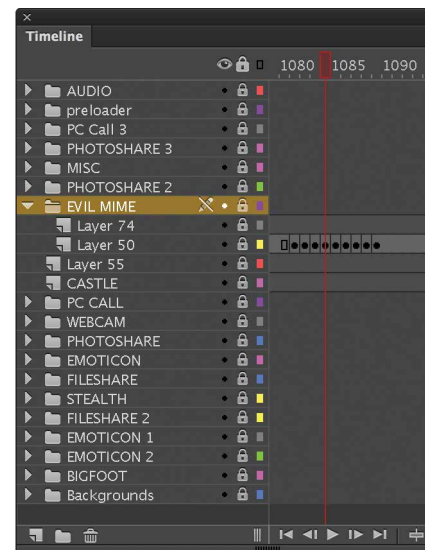 Timeline
1080 1085 1090
AUDIO
preloader
PC Call 3
PHOTOSHARE 3
MISC
PHOTOSHARE 2
EVIL MIME
Layer 74
Layer 50
Layer 55
CASTLE
PC CALL
WEBCAM
PHOTOSHARE
EMOTICON
FILESHARE
STEALTH
FILESHARE 2
EMOTICON 1
EMOTICON 2
BIGFOOT
Backgrounds